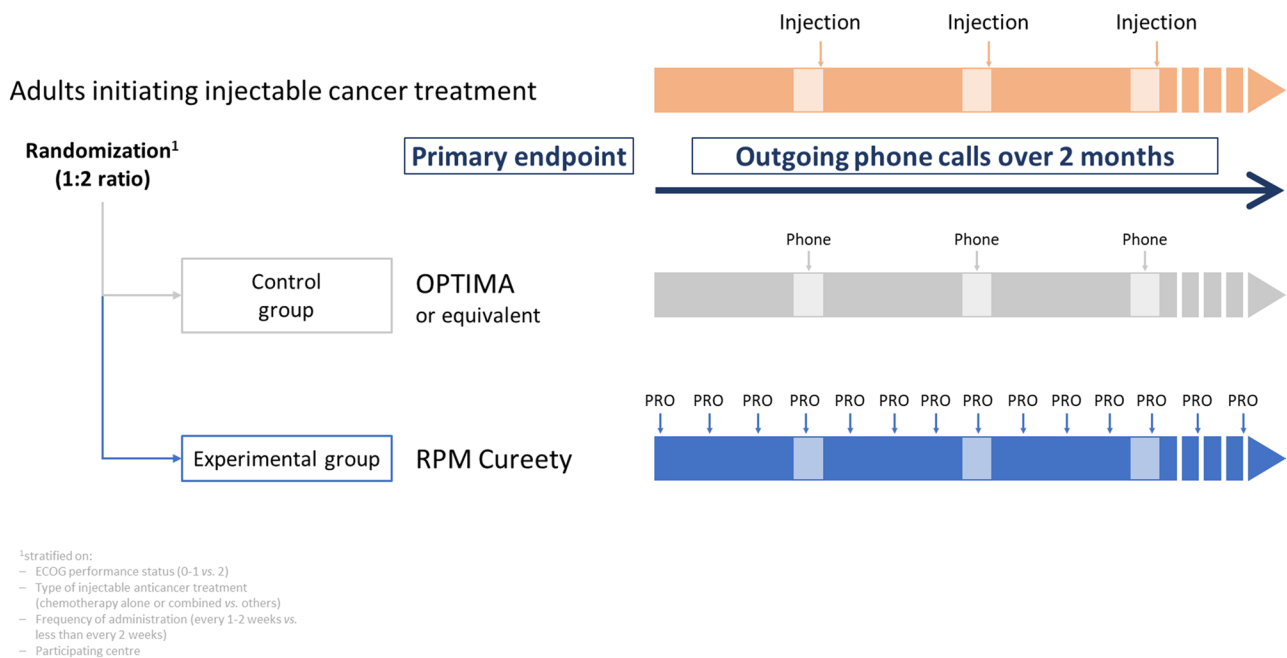 Injection Injection Injection
Adults initiating injectable cancer treatment
Randomization¹
(1:2 ratio)
Primary endpoint
Outgoing phone calls over 2 months
Phone Phone Phone
Control
group
OPTIMA
or equivalent
PRO PRO PRO PRO PRO PRO PRO PRO PRO PRO PRO PRO PRO
Experimental group
RPM Cureety
¹stratified on:
– ECOG performance status (0-1 vs. 2)
– Type of injectable anticancer treatment
(chemotherapy alone or combined vs. others)
– Frequency of administration (every 1-2 weeks vs.
less than every 2 weeks)
– Participating centre